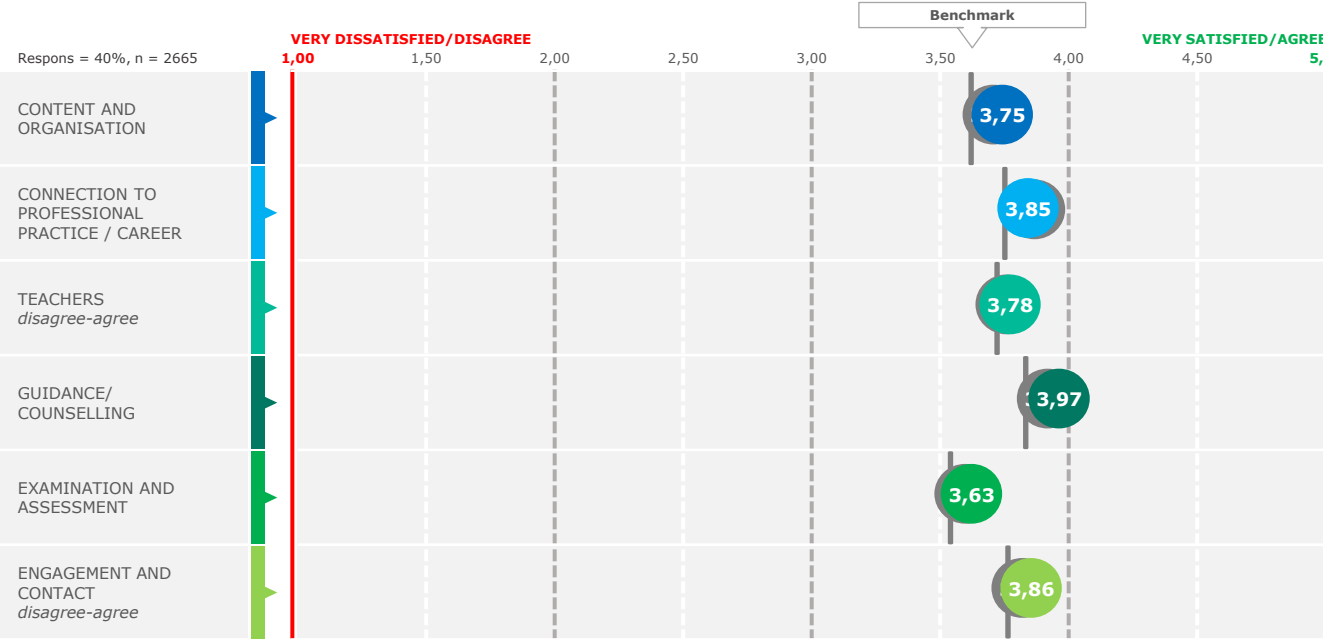 Benchmark
VERY DISSATISFIED/DISAGREE
VERY SATISFIED/AGREE
Respons = 40%, n = 2665
1,00
1,50
2,00
2,50
3,00
3,50
4,00
4,50
5,
CONTENT AND
ORGANISATION
3,75
CONNECTION TO
PROFESSIONAL
PRACTICE / CAREER
3,85
TEACHERS
disagree-agree
3,78
GUIDANCE/
COUNSELLING
3,97
EXAMINATION AND
ASSESSMENT
3,63
ENGAGEMENT AND
CONTACT
disagree-agree
3,86